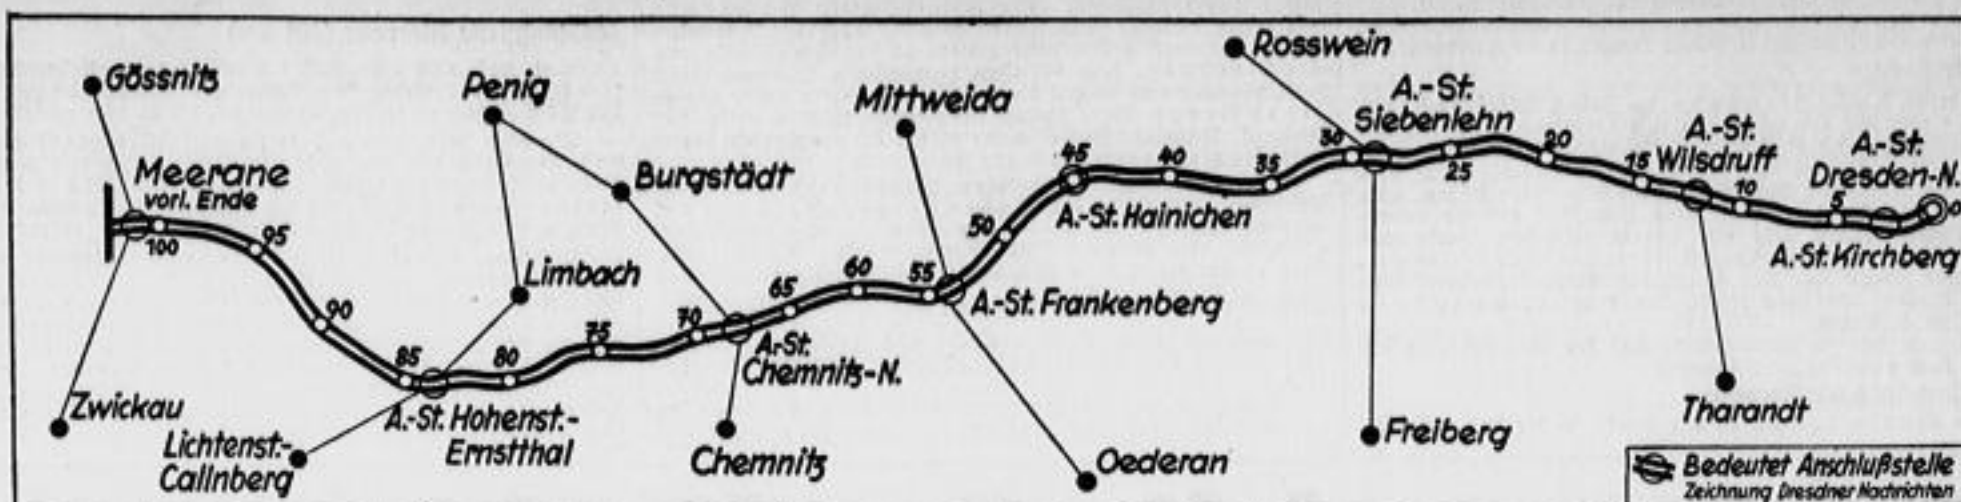 Gössnitz
Meerane
vorl. Ende
100
95
90
85
80
75
70
65
60
55
50
45
40
35
30
25
20
15
10
5
0
Zwickau
Lichtenst.-
Callnberg
A.-St. Hohenst.-
Ernstthal
Limbach
Penig
Burgstädt
A.-St.
Chemnitz-N.
Chemnitz
Mittweida
A.-St. Frankenberg
Oederan
A.-St. Hainichen
Rosswein
A.-St.
Siebenlehn
Freiberg
A.-St.
Wilsdruff
Tharandt
A.-St.
Dresden-N.
A.-St. Kirchberg
Bedeutet Anschlußstelle
Zeichnung Dresdner Nachrichten